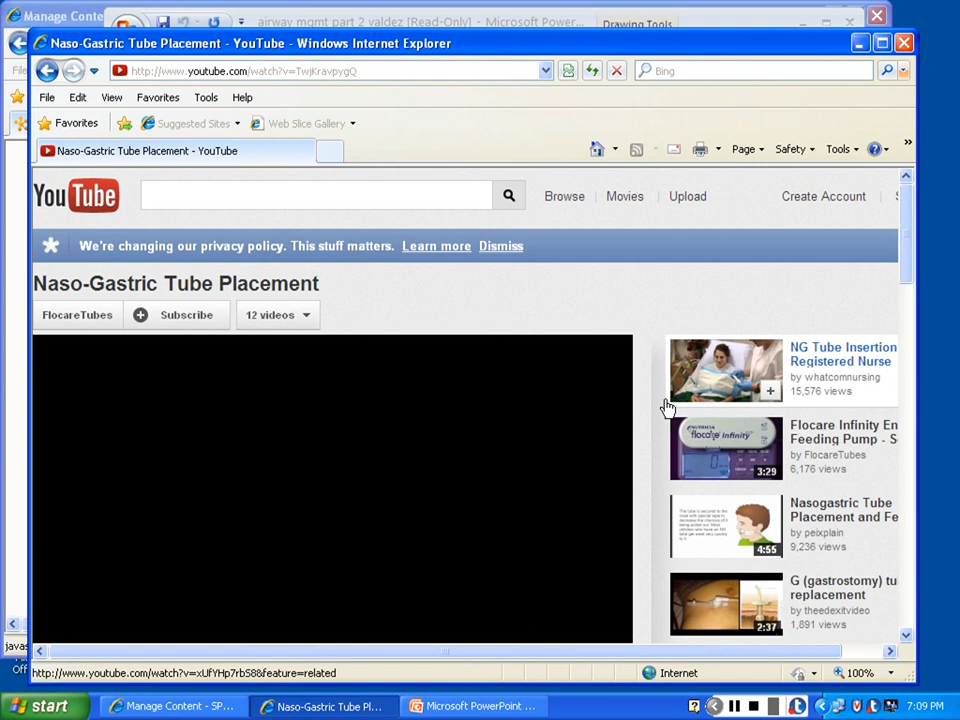 Manage Conte
airway mgmt part 2 valdez [Read-Only] - Microsoft Power...
Drawing Tools
Naso-Gastric Tube Placement - YouTube - Windows Internet Explorer
http://www.youtube.com/watch?v=TwjKravpygQ
Bing
File Edit View Favorites Tools Help
Favorites Suggested Sites Web Slice Gallery
Naso-Gastric Tube Placement - YouTube
Page Safety Tools
YouTube
Browse Movies Upload Create Account
We're changing our privacy policy. This stuff matters. Learn more Dismiss
Naso-Gastric Tube Placement
FlocareTubes Subscribe 12 videos
NG Tube Insertion
Registered Nurse
by whatcomnursing
15,576 views
Flocare Infinity En
Feeding Pump - S
by FlocareTubes
6,176 views
flocare infinity
3:29
Nasogastric Tube
Placement and Fe
by peixplain
9,236 views
4:55
G (gastrostomy) tu
replacement
by theedexitvideo
1,891 views
2:37
javas
Off
http://www.youtube.com/watch?v=xUfYHp7rbS8&feature=related
Internet
100%
start
Manage Content - SP...
Naso-Gastric Tube Pl...
Microsoft PowerPoint ...
7:09 PM